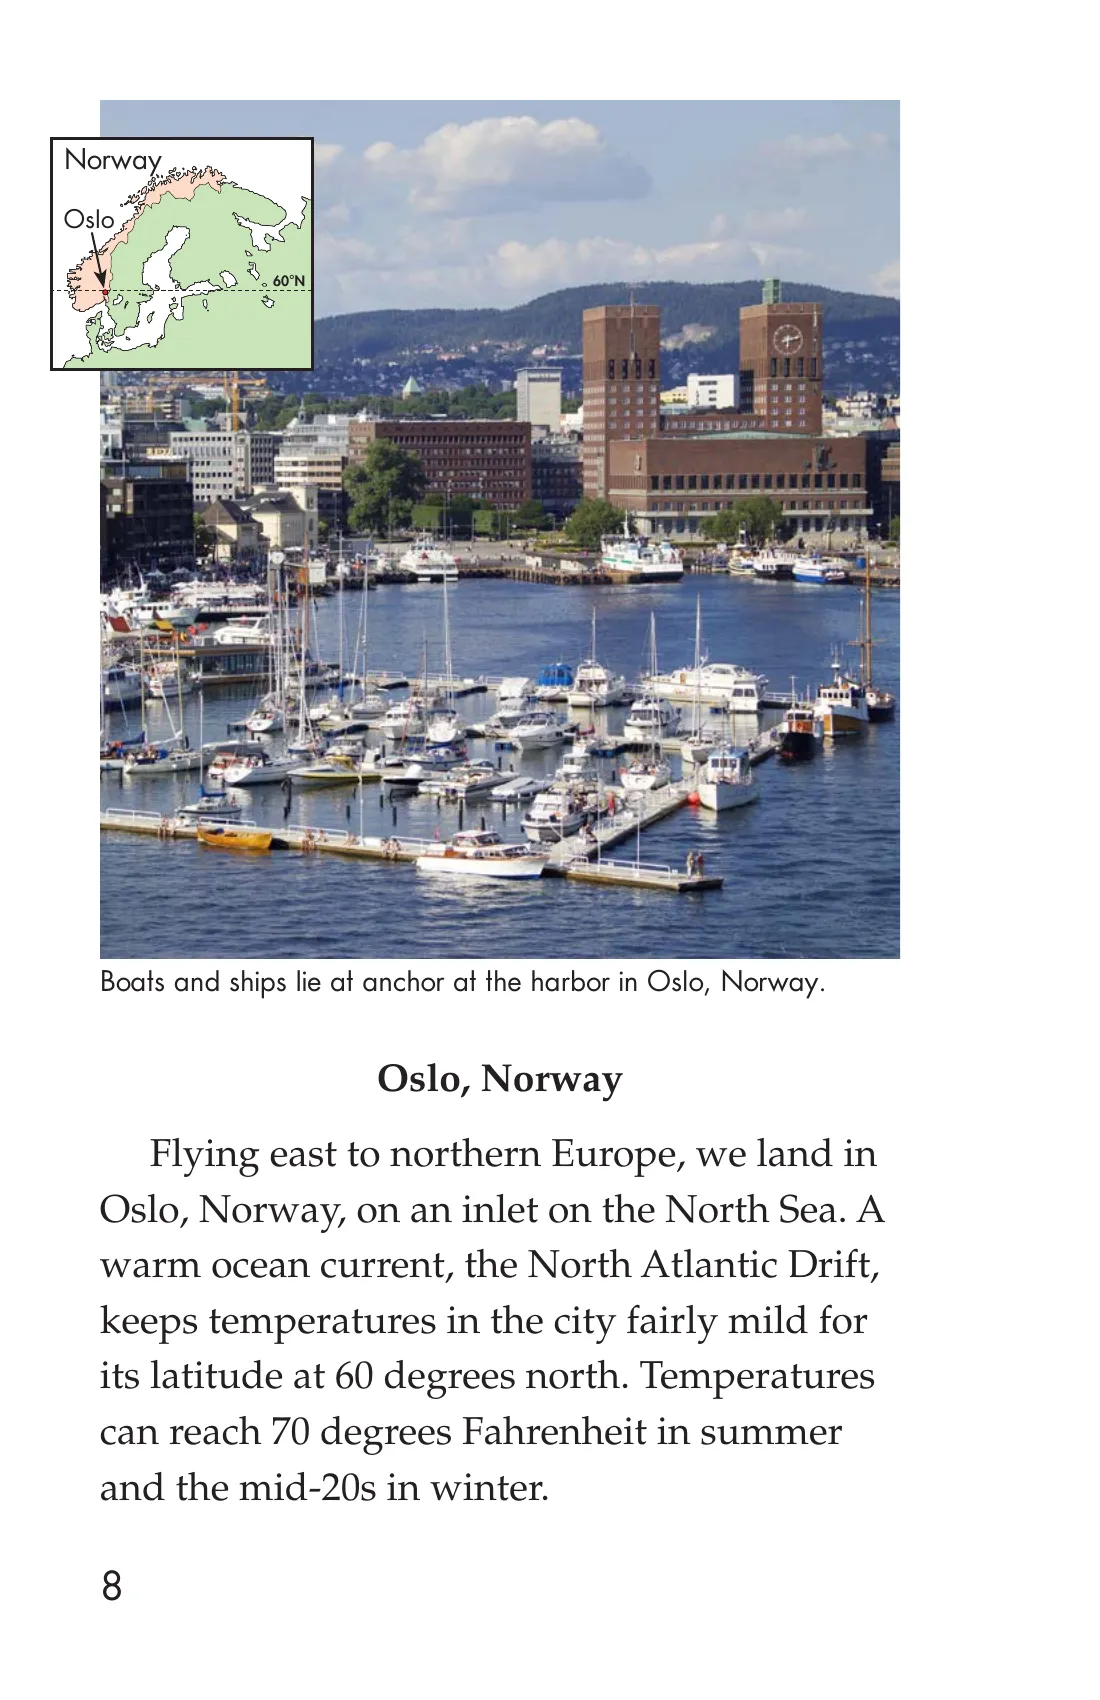 Norway
Oslo
60°N
Boats and ships lie at anchor at the harbor in Oslo, Norway.
Oslo, Norway
Flying east to northern Europe, we land in
Oslo, Norway, on an inlet on the North Sea. A
warm ocean current, the North Atlantic Drift,
keeps temperatures in the city fairly mild for
its latitude at 60 degrees north. Temperatures
can reach 70 degrees Fahrenheit in summer
and the mid-20s in winter.
8